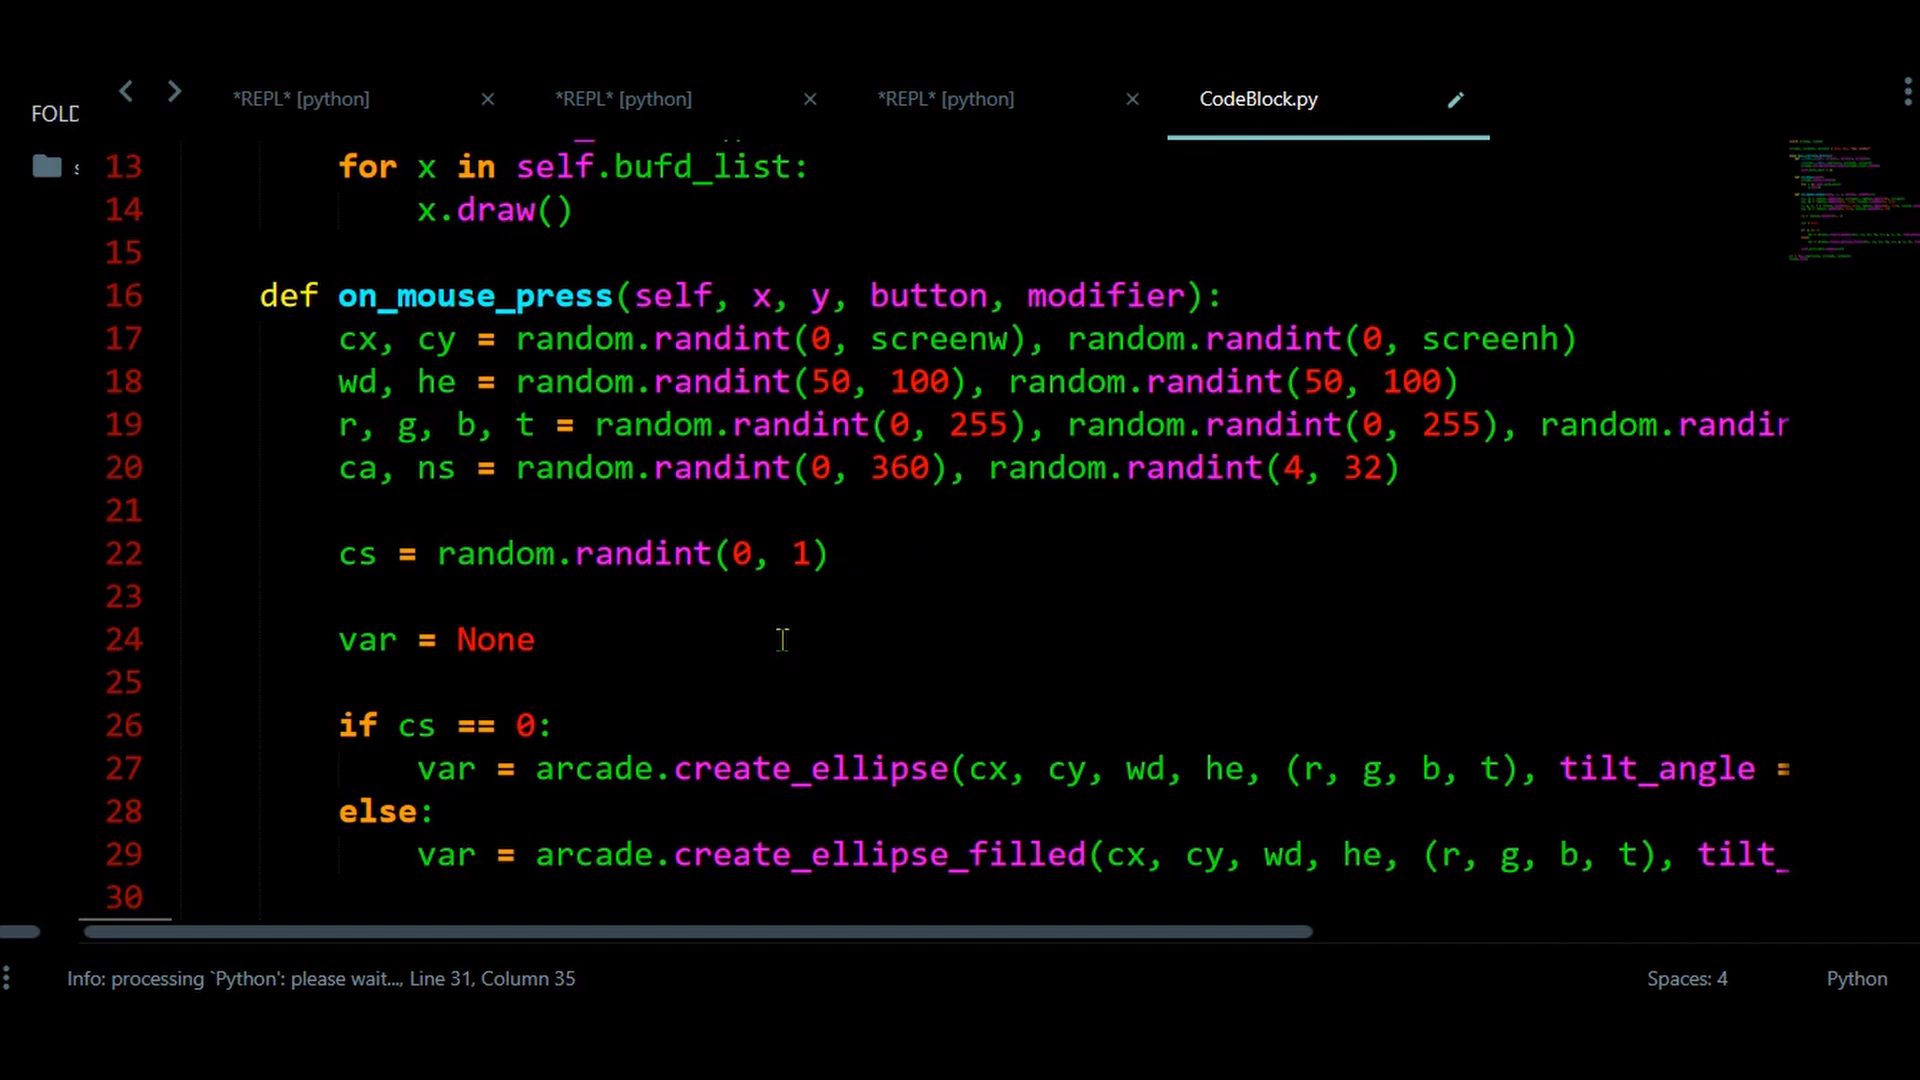 FOLD
*REPL* [python]
*REPL* [python]
*REPL* [python]
CodeBlock.py
s
13 for x in self.bufd_list:
14 x.draw()
15
16 def on_mouse_press(self, x, y, button, modifier):
17 cx, cy = random.randint(0, screenw), random.randint(0, screenh)
18 wd, he = random.randint(50, 100), random.randint(50, 100)
19 r, g, b, t = random.randint(0, 255), random.randint(0, 255), random.randin
20 ca, ns = random.randint(0, 360), random.randint(4, 32)
21
22 cs = random.randint(0, 1)
23
24 var = None
25
26 if cs == 0:
27 var = arcade.create_ellipse(cx, cy, wd, he, (r, g, b, t), tilt_angle =
28 else:
29 var = arcade.create_ellipse_filled(cx, cy, wd, he, (r, g, b, t), tilt_
30
Info: processing `Python': please wait..., Line 31, Column 35
Spaces: 4
Python